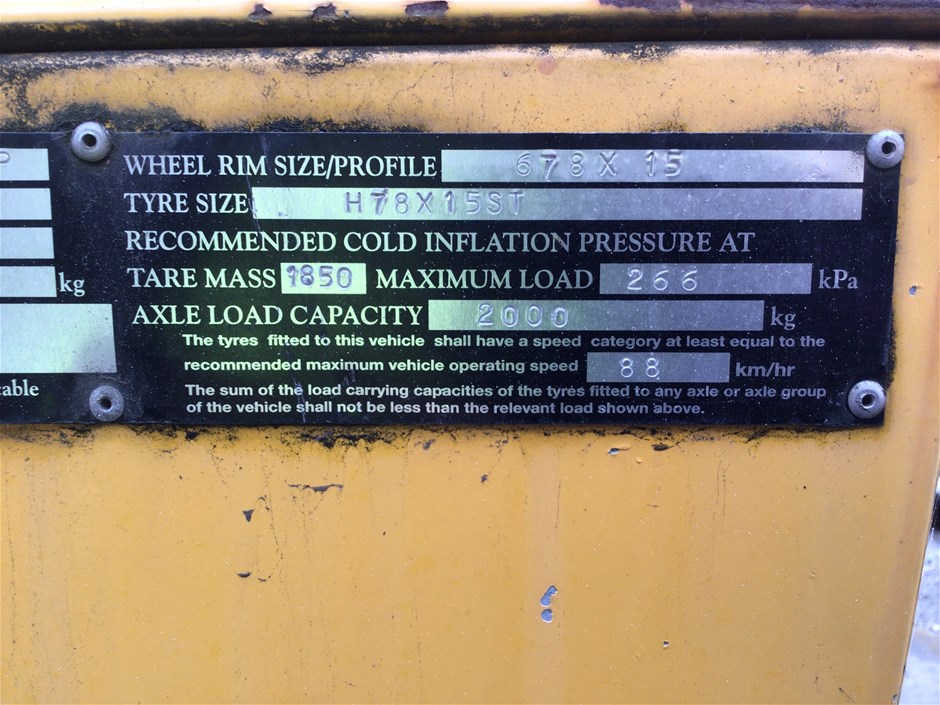 P
WHEEL RIM SIZE/PROFILE 678X 15
TYRE SIZE H78X15ST
RECOMMENDED COLD INFLATION PRESSURE AT
kg TARE MASS 1850 MAXIMUM LOAD 266 kPa
AXLE LOAD CAPACITY 2000 kg
The tyres fitted to this vehicle shall have a speed category at least equal to the
recommended maximum vehicle operating speed 88 km/hr
The sum of the load carrying capacities of the tyres fitted to any axle or axle group
of the vehicle shall not be less than the relevant load shown above.